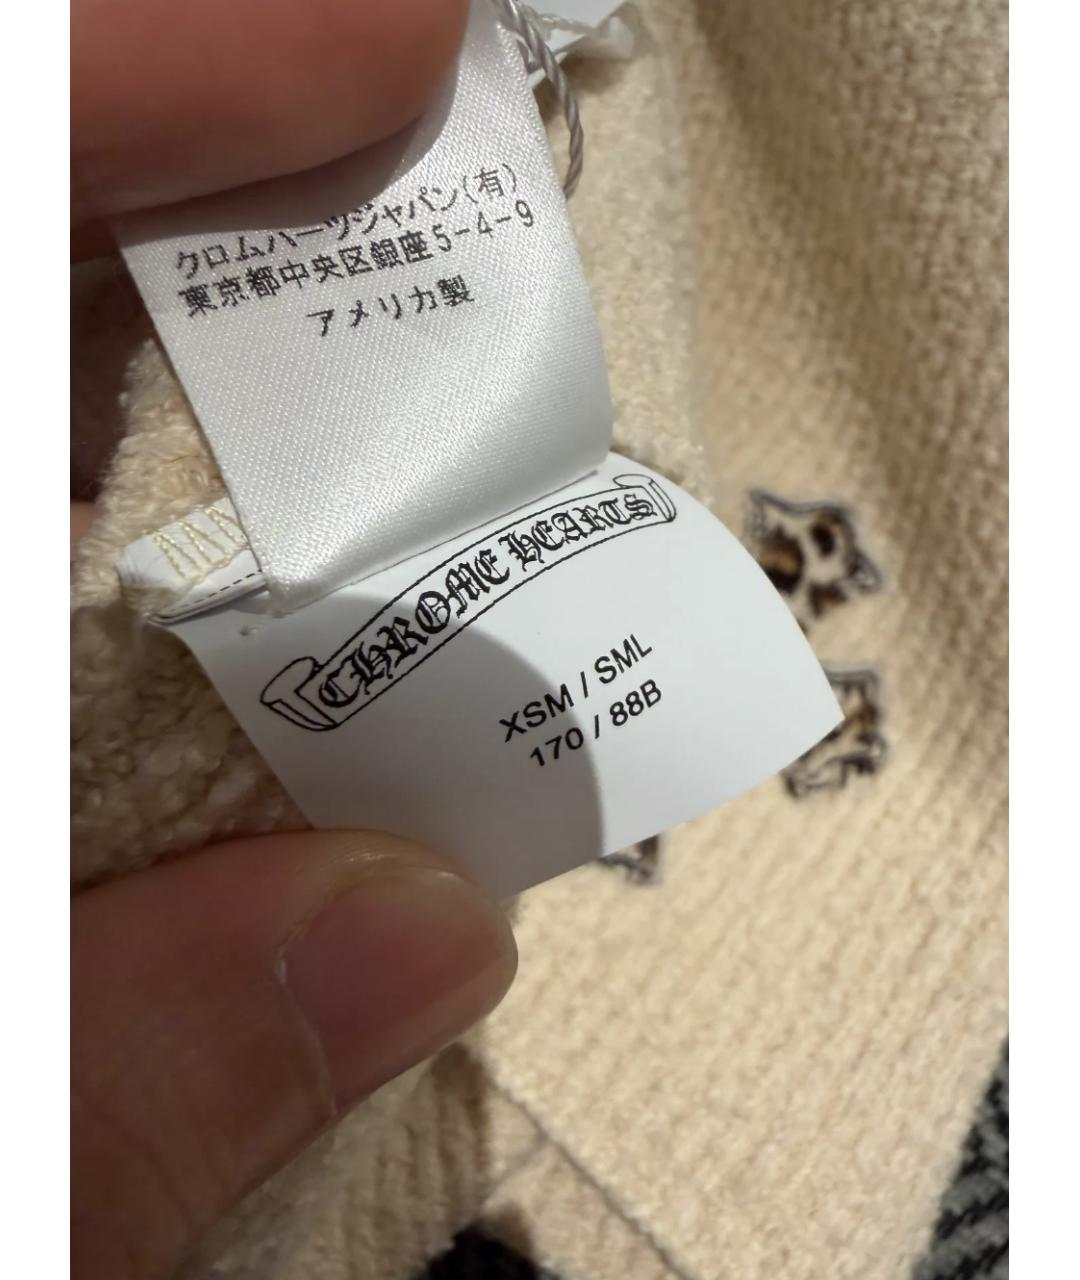 クロムハーツジャパン(有)
東京都中央区銀座5-4-9
アメリカ製
CHROME HEARTS
XSM / SML
170 / 88B